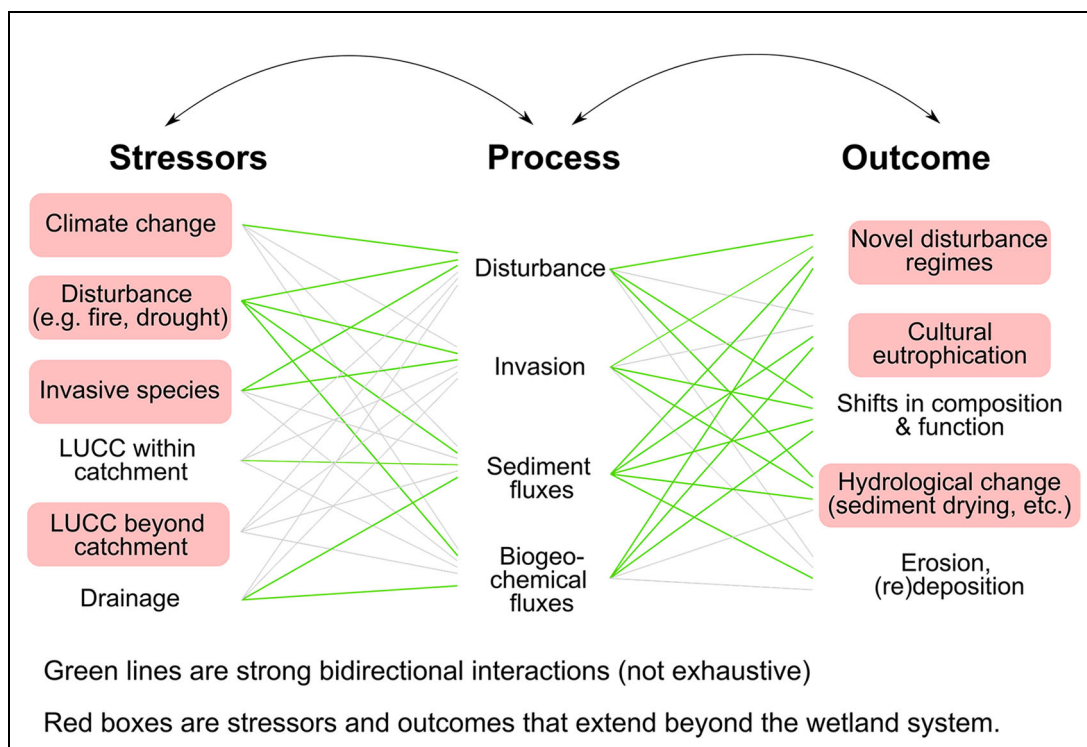 Stressors
Process
Outcome
Climate change
Disturbance
(e.g. fire, drought)
Invasive species
LUCC within
catchment
LUCC beyond
catchment
Drainage
Disturbance
Invasion
Sediment
fluxes
Biogeo-
chemical
fluxes
Novel disturbance
regimes
Cultural
eutrophication
Shifts in composition
& function
Hydrological change
(sediment drying, etc.)
Erosion,
(re)deposition
Green lines are strong bidirectional interactions (not exhaustive)
Red boxes are stressors and outcomes that extend beyond the wetland system.